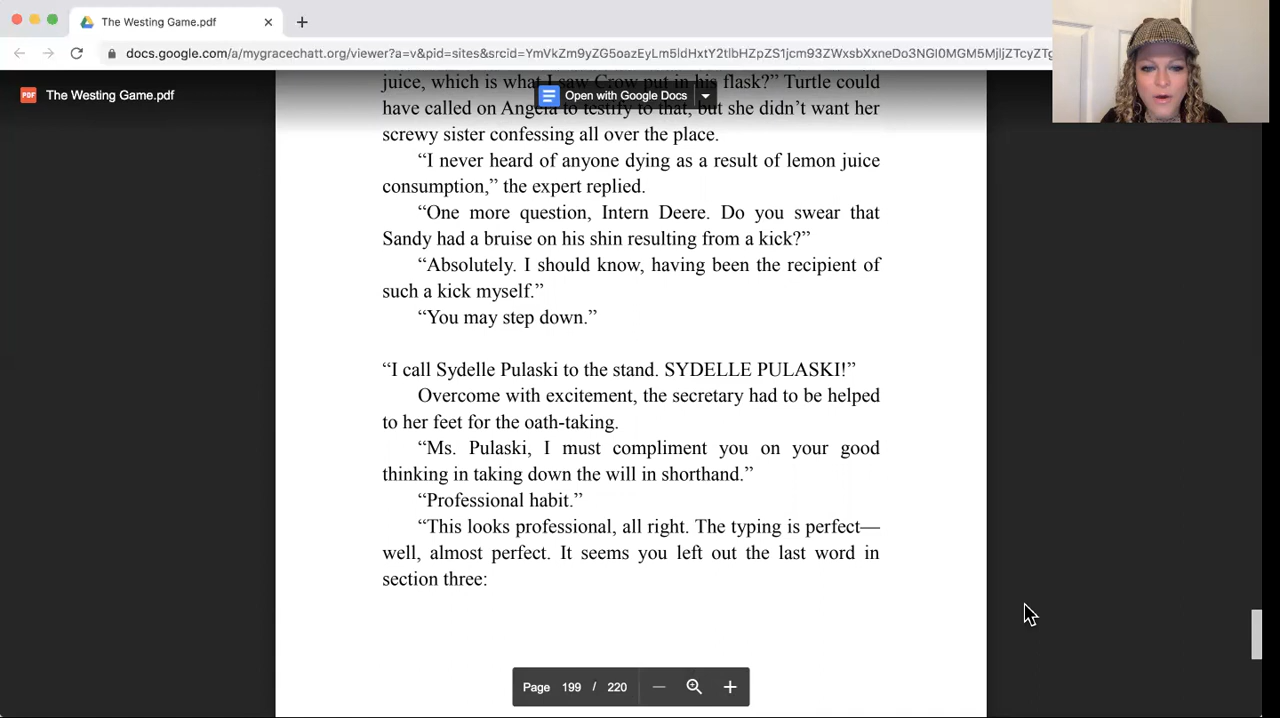 The Westing Game.pdf
docs.google.com/a/mygracechatt.org/viewer?a=v&pid=sites&srcid=
PDF The Westing Game.pdf
Open with Google Docs
juice, which is what I saw Crow put in his flask?” Turtle could
have called on Angela to testify to that, but she didn’t want her
screwy sister confessing all over the place.
“I never heard of anyone dying as a result of lemon juice
consumption,” the expert replied.
“One more question, Intern Deere. Do you swear that
Sandy had a bruise on his shin resulting from a kick?”
“Absolutely. I should know, having been the recipient of
such a kick myself.”
“You may step down.”
“I call Sydelle Pulaski to the stand. SYDELLE PULASKI!”
Overcome with excitement, the secretary had to be helped
to her feet for the oath-taking.
“Ms. Pulaski, I must compliment you on your good
thinking in taking down the will in shorthand.”
“Professional habit.”
“This looks professional, all right. The typing is perfect—
well, almost perfect. It seems you left out the last word in
section three:
Page 199 / 220